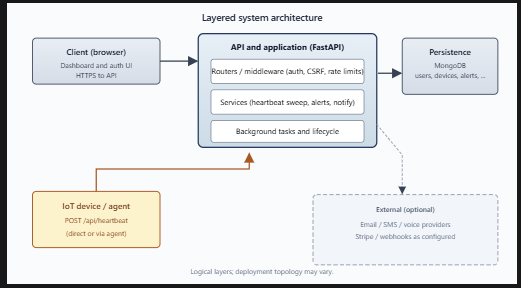 Layered system architecture
Client (browser)
Dashboard and auth UI
HTTPS to API
API and application (FastAPI)
Routers / middleware (auth, CSRF, rate limits)
Services (heartbeat sweep, alerts, notify)
Background tasks and lifecycle
Persistence
MongoDB
users, devices, alerts, ...
IoT device / agent
POST /api/heartbeat
(direct or via agent)
External (optional)
Email / SMS / voice providers
Stripe / webhooks as configured
Logical layers; deployment topology may vary.